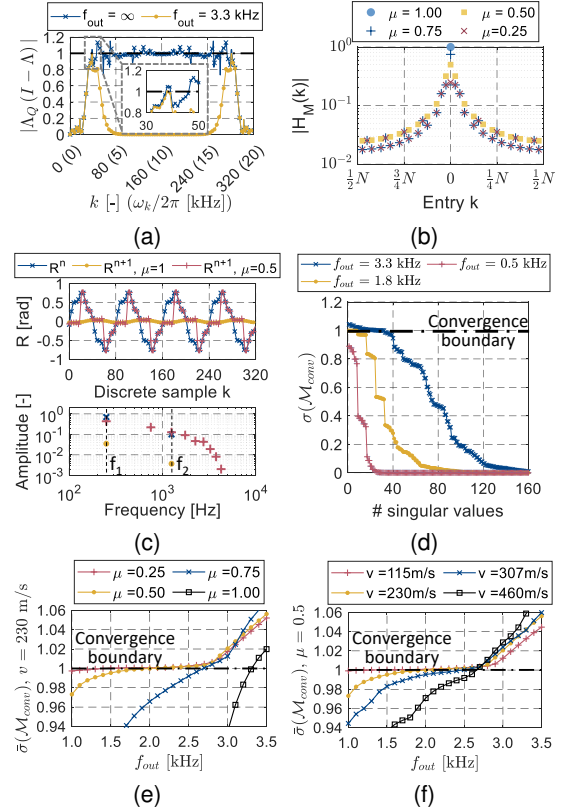 f_out = ∞ f_out = 3.3 kHz
|Λ_Q (I − Λ)|
1.2
1
0.8
0.6
0.4
0.2
0
30 50
0 (0) 80 (5) 160 (10) 240 (15) 320 (20)
k [-] (ω_k/2π [kHz])
(a)
μ = 1.00 μ = 0.50
μ = 0.75 μ=0.25
|H_M(k)|
10^0
10^-1
10^-2
1/2 N 3/4 N 0 1/4 N 1/2 N
Entry k
(b)
R^n R^n+1, μ=1 R^n+1, μ=0.5
R [rad]
1
0.5
0
-0.5
-1
0 80 160 240 320
Discrete sample k
Amplitude [-]
10^0
10^-1
10^-2
10^-3
f_1 f_2
10^2 10^3 10^4
Frequency [Hz]
(c)
f_out = 3.3 kHz f_out = 0.5 kHz
f_out = 1.8 kHz
σ(M_conv)
1.2
1
0.8
0.6
0.4
0.2
0
Convergence
boundary
0 40 80 120 160
# singular values
(d)
μ =0.25 μ =0.75
μ =0.50 μ =1.00
σ̄(M_conv), v = 230 m/s
1.06
1.04
1.02
1
0.98
0.96
0.94
Convergence
boundary
1.0 1.5 2.0 2.5 3.0 3.5
f_out [kHz]
(e)
v =115m/s v =307m/s
v =230m/s v =460m/s
σ̄(M_conv), μ = 0.5
1.06
1.04
1.02
1
0.98
0.96
0.94
Convergence
boundary
1.0 1.5 2.0 2.5 3.0 3.5
f_out [kHz]
(f)